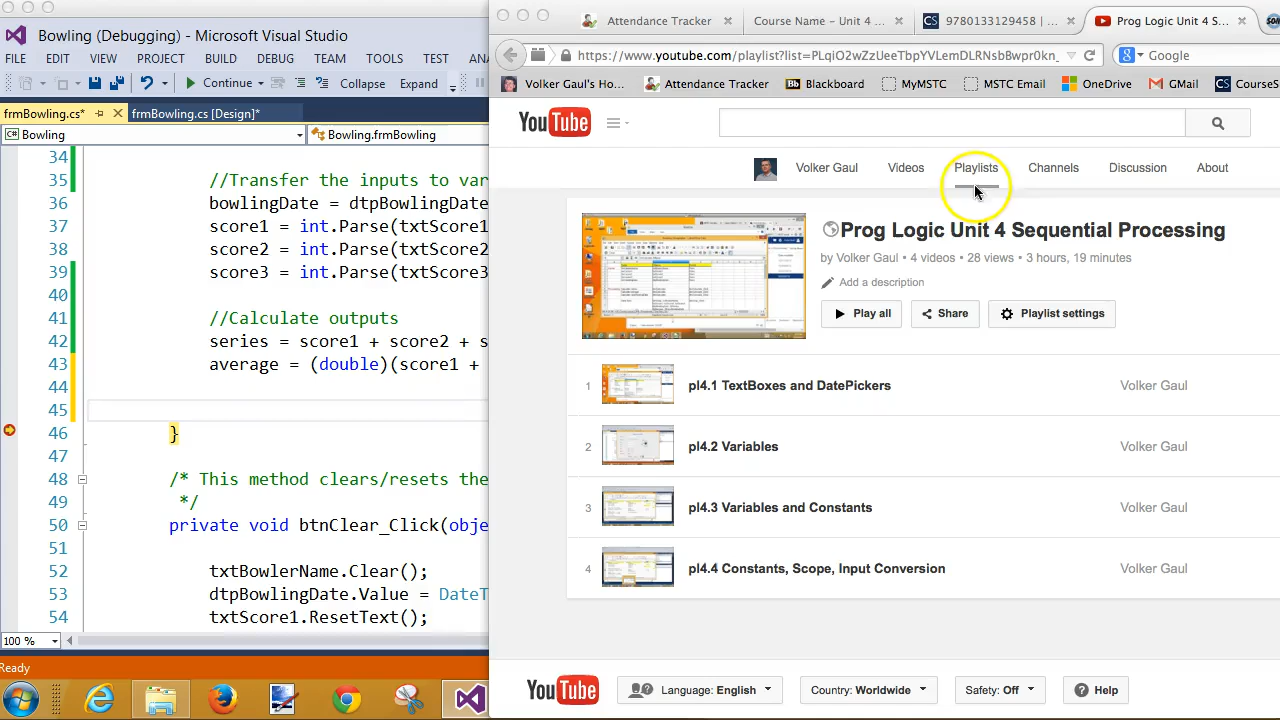 Bowling (Debugging) - Microsoft Visual Studio
FILE EDIT VIEW PROJECT BUILD DEBUG TEAM TOOLS TEST
Continue Collapse Expand
frmBowling.cs* frmBowling.cs [Design]*
Bowling Bowling.frmBowling
34
35 //Transfer the inputs to var
36 bowlingDate = dtpBowlingDate
37 score1 = int.Parse(txtScore1
38 score2 = int.Parse(txtScore2
39 score3 = int.Parse(txtScore3
40
41 //Calculate output
42 series = score1 + score2 + s
43 average = (double)(score1 +
44
45
46 }
47
48 /* This method clears/resets the
49 */
50 private void btnClear_Click(obje
51
52 txtBowlerName.Clear();
53 dtpBowlingDate.Value = DateT
54 txtScore1.ResetText();
100 %
Ready
Attendance Tracker Course Name – Unit 4 ... 9780133129526 | ... Prog Logic Unit 4 S...
https://www.youtube.com/playlist?list=PLqiO2wZzUeeTbpYVLemDLRNsbBwpr0kn_ Google
Volker Gaul's Ho... Attendance Tracker Blackboard MyMSTC MSTC Email OneDrive GMail Courses
YouTube
Volker Gaul Videos Playlists Channels Discussion About
Prog Logic Unit 4 Sequential Processing
by Volker Gaul • 4 videos • 28 views • 3 hours, 19 minutes
Add a description
Play all Share Playlist settings
1 pl4.1 TextBoxes and DatePickers Volker Gaul
2 pl4.2 Variables Volker Gaul
3 pl4.3 Variables and Constants Volker Gaul
4 pl4.4 Constants, Scope, Input Conversion Volker Gaul
YouTube Language: English Country: Worldwide Safety: Off Help